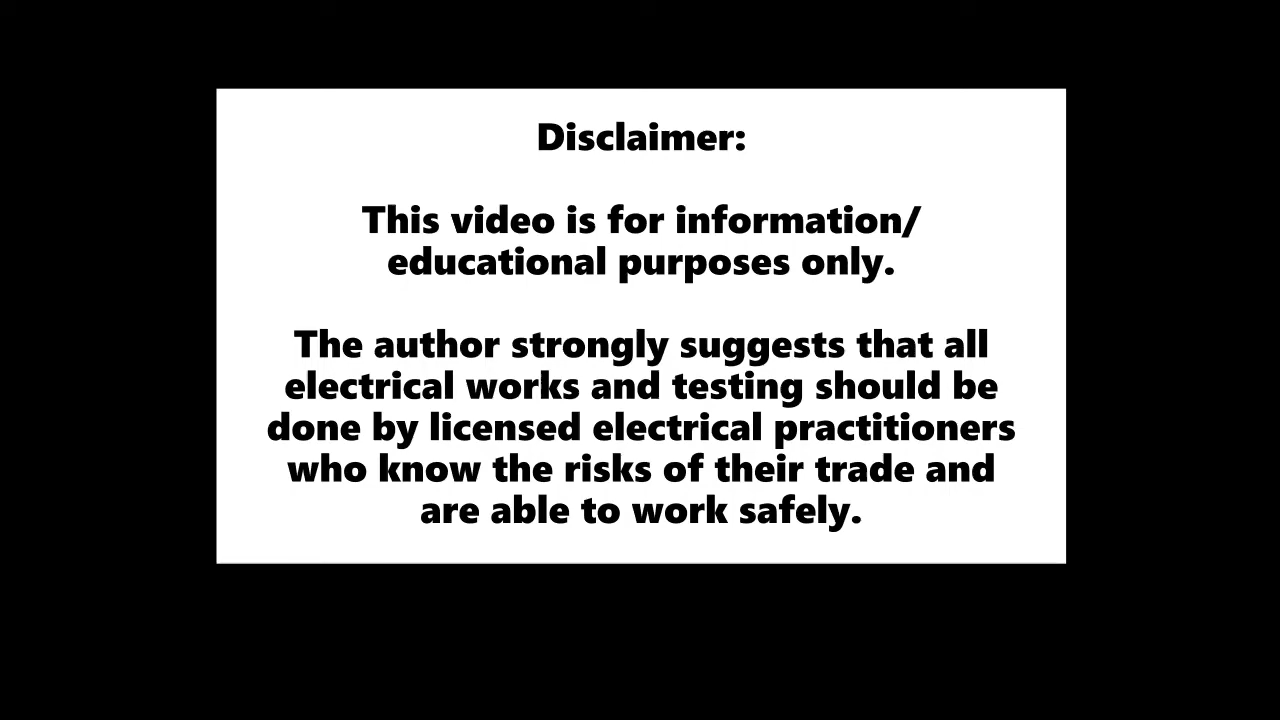 Disclaimer:
This video is for information/
educational purposes only.
The author strongly suggests that all
electrical works and testing should be
done by licensed electrical practitioners
who know the risks of their trade and
are able to work safely.